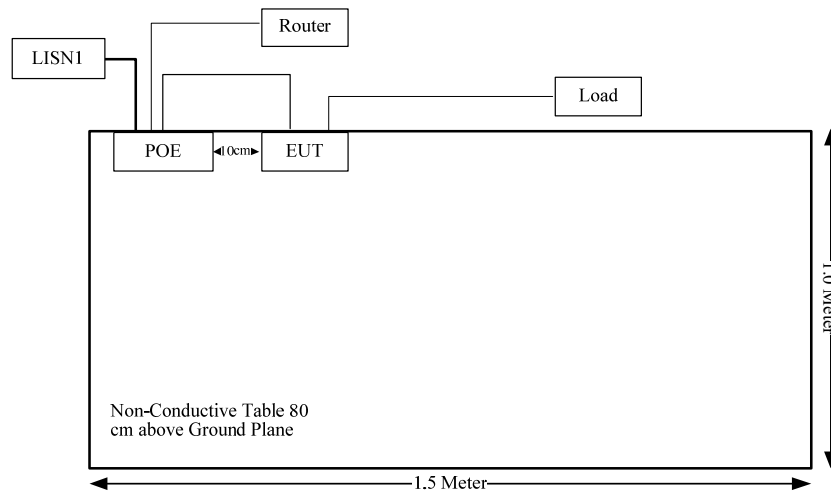 Router
LISN1
Load
POE
10cm
EUT
1.0 Meter
Non-Conductive Table 80
cm above Ground Plane
1.5 Meter